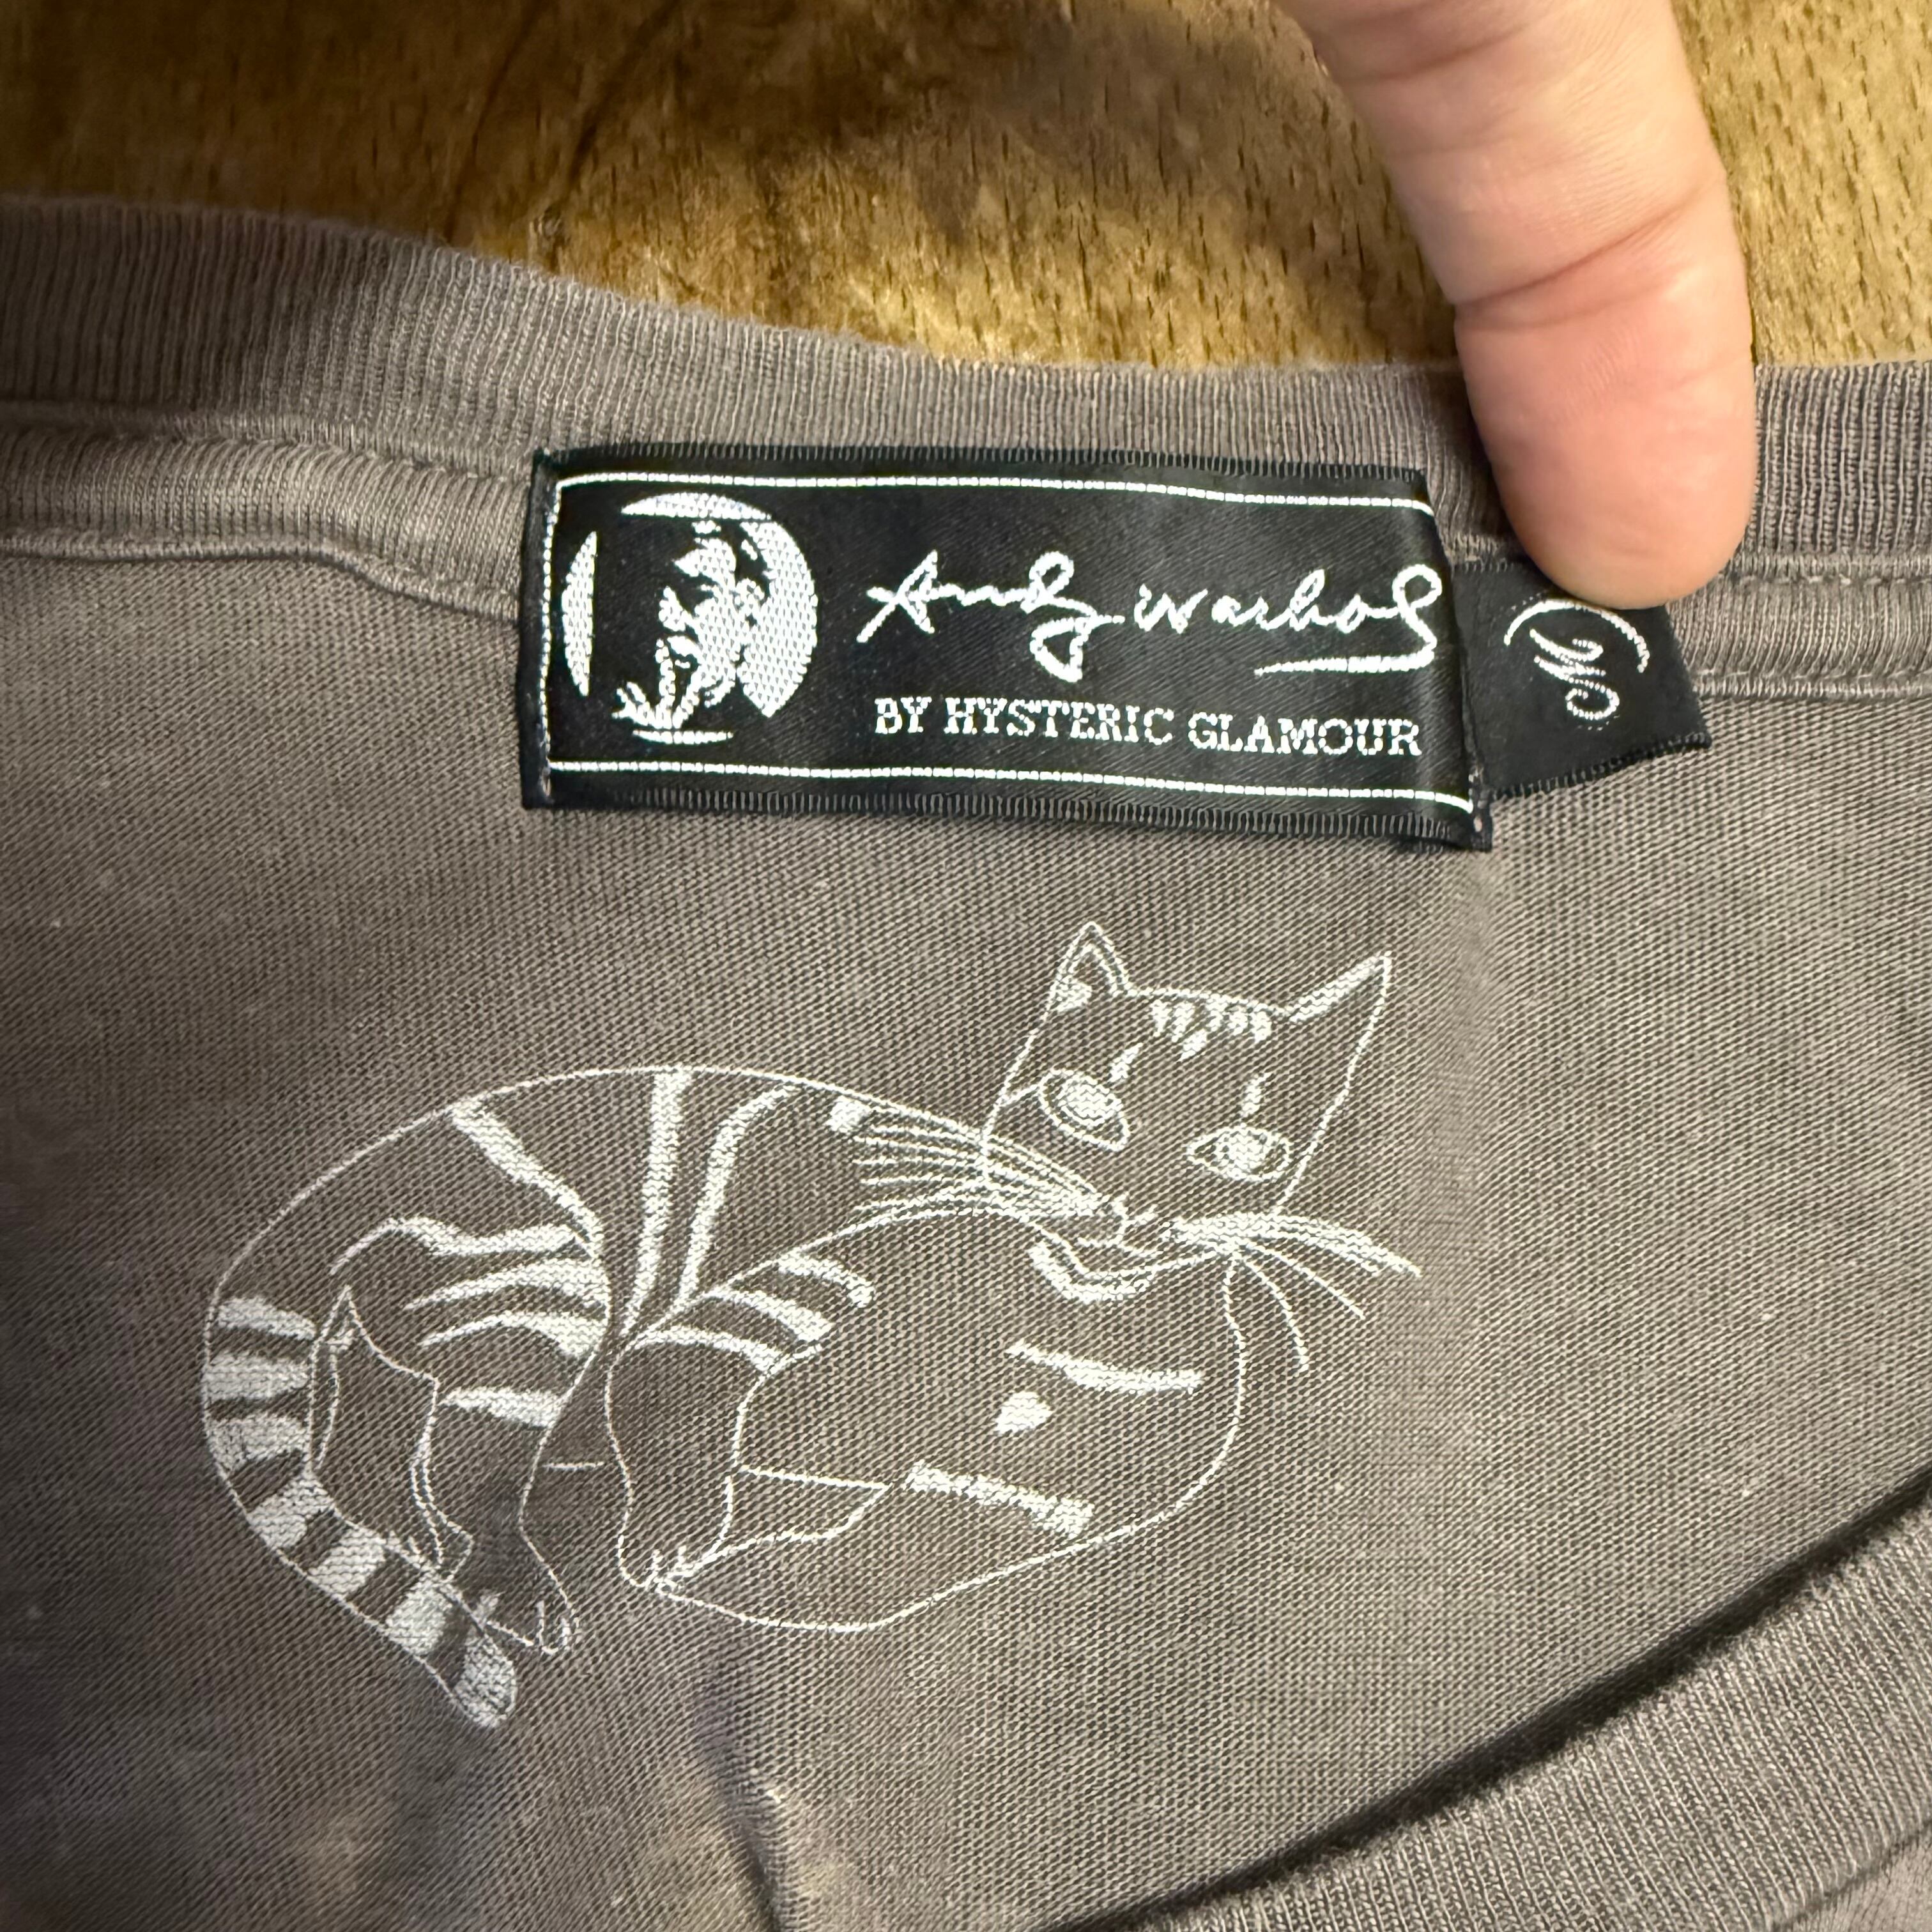 Andy Warhol
BY HYSTERIC GLAMOUR
M